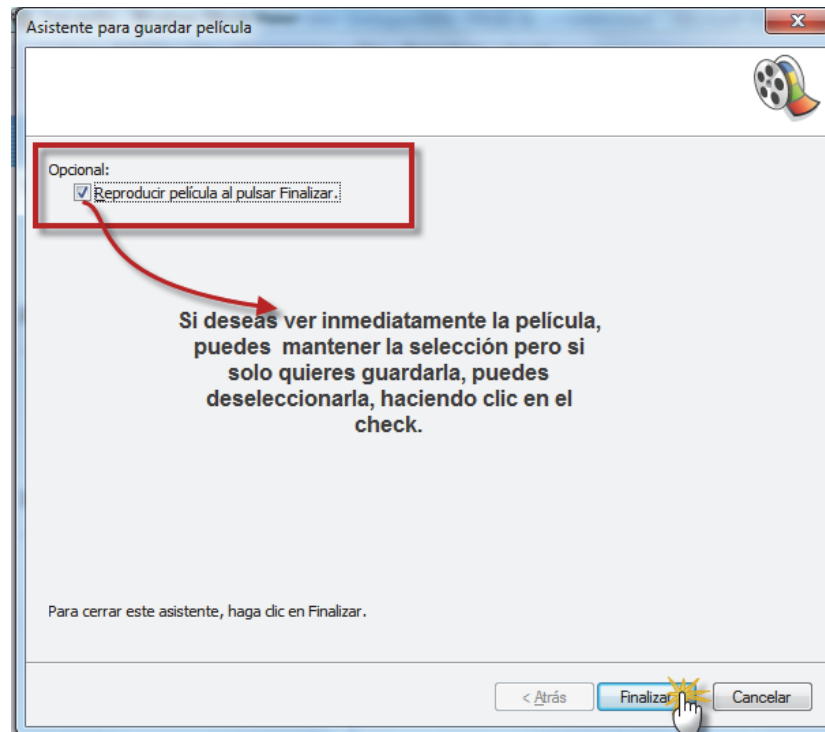 Asistente para guardar película
Opcional:
Reproducir película al pulsar Finalizar.
Si deseas ver inmediatamente la película,
puedes mantener la selección pero si
solo quieres guardarla, puedes
deseleccionarla, haciendo clic en el
check.
Para cerrar este asistente, haga clic en Finalizar.
< Atrás Finalizar Cancelar